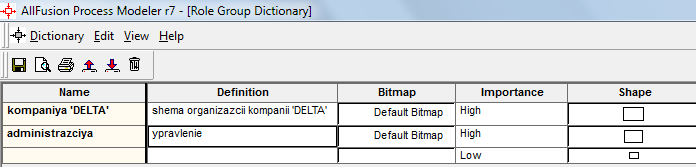 AllFusion Process Modeler r7 - [Role Group Dictionary]
Dictionary Edit View Help
Name Definition Bitmap Importance Shape
kompaniya 'DELTA' shema organizazcii kompanii 'DELTA' Default Bitmap High
administrazciya ypravlenie Default Bitmap High
Low